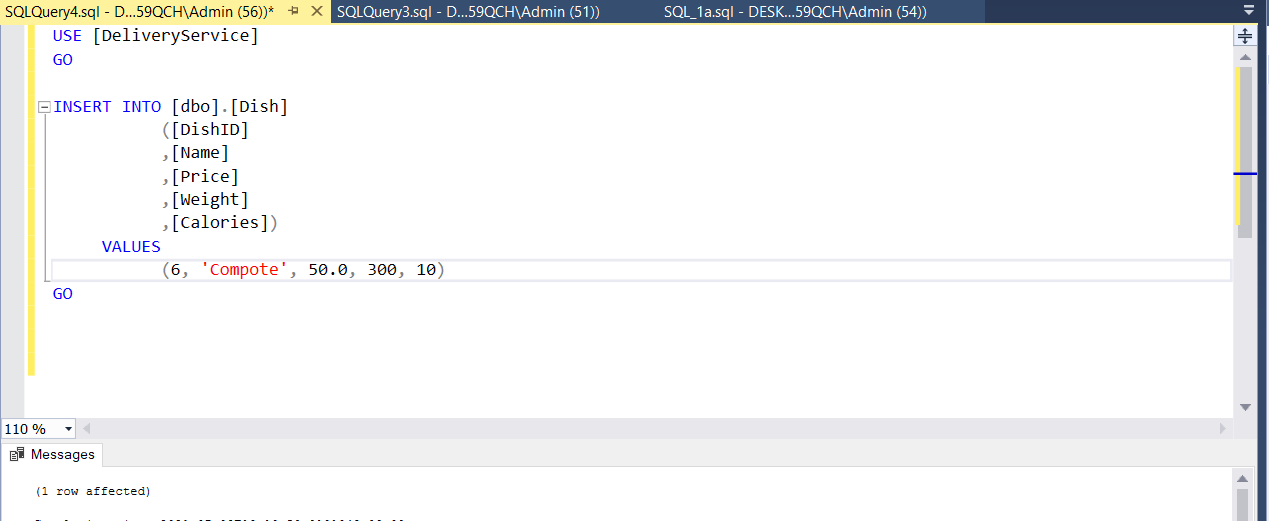 SQLQuery4.sql - D...59QCH\Admin (56))* SQLQuery3.sql - D...59QCH\Admin (51)) SQL_1a.sql - DESK...59QCH\Admin (54))
USE [DeliveryService]
GO
INSERT INTO [dbo].[Dish]
([DishID]
,[Name]
,[Price]
,[Weight]
,[Calories])
VALUES
(6, 'Compote', 50.0, 300, 10)
GO
110 %
Messages
(1 row affected)